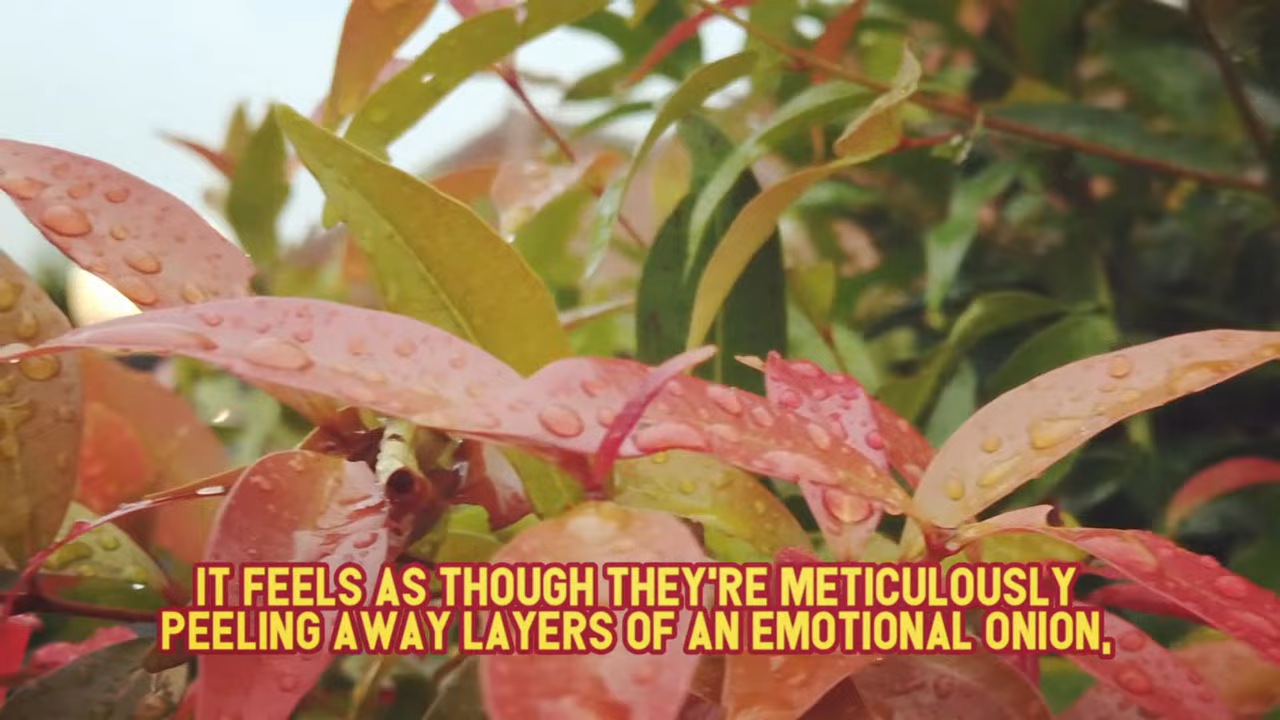 IT FEELS AS THOUGH THEY'RE METICULOUSLY
PEELING AWAY LAYERS OF AN EMOTIONAL ONION,